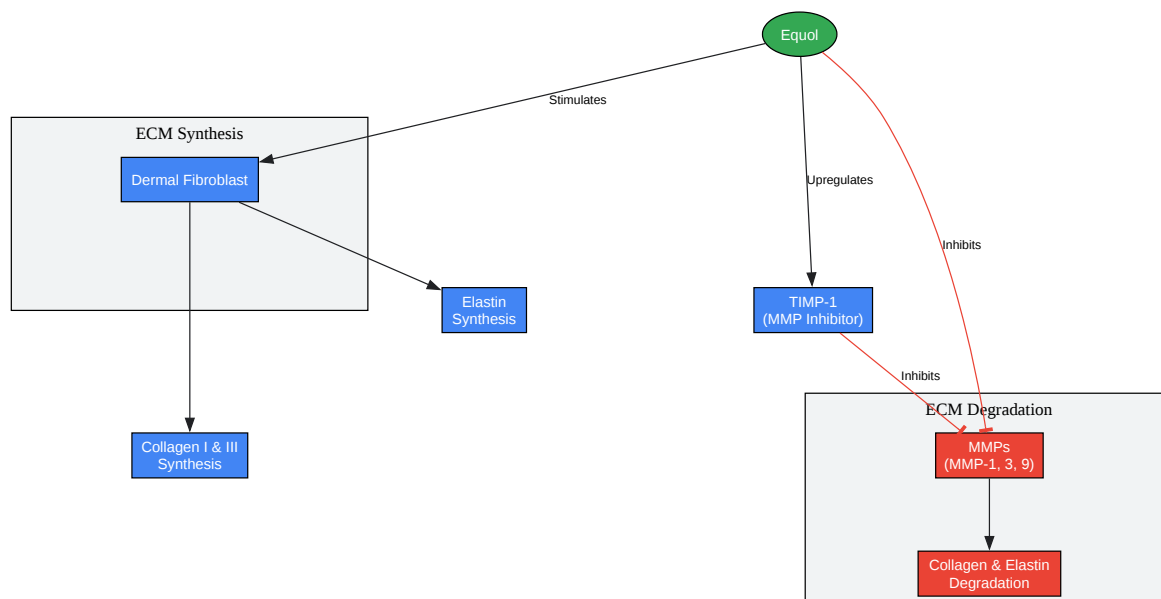 Equol
Stimulates
ECM Synthesis
Dermal Fibroblast
Upregulates
Inhibits
Elastin
Synthesis
TIMP-1
(MMP Inhibitor)
Inhibits
ECM Degradation
Collagen I & III
Synthesis
MMPs
(MMP-1, 3, 9)
Collagen & Elastin
Degradation